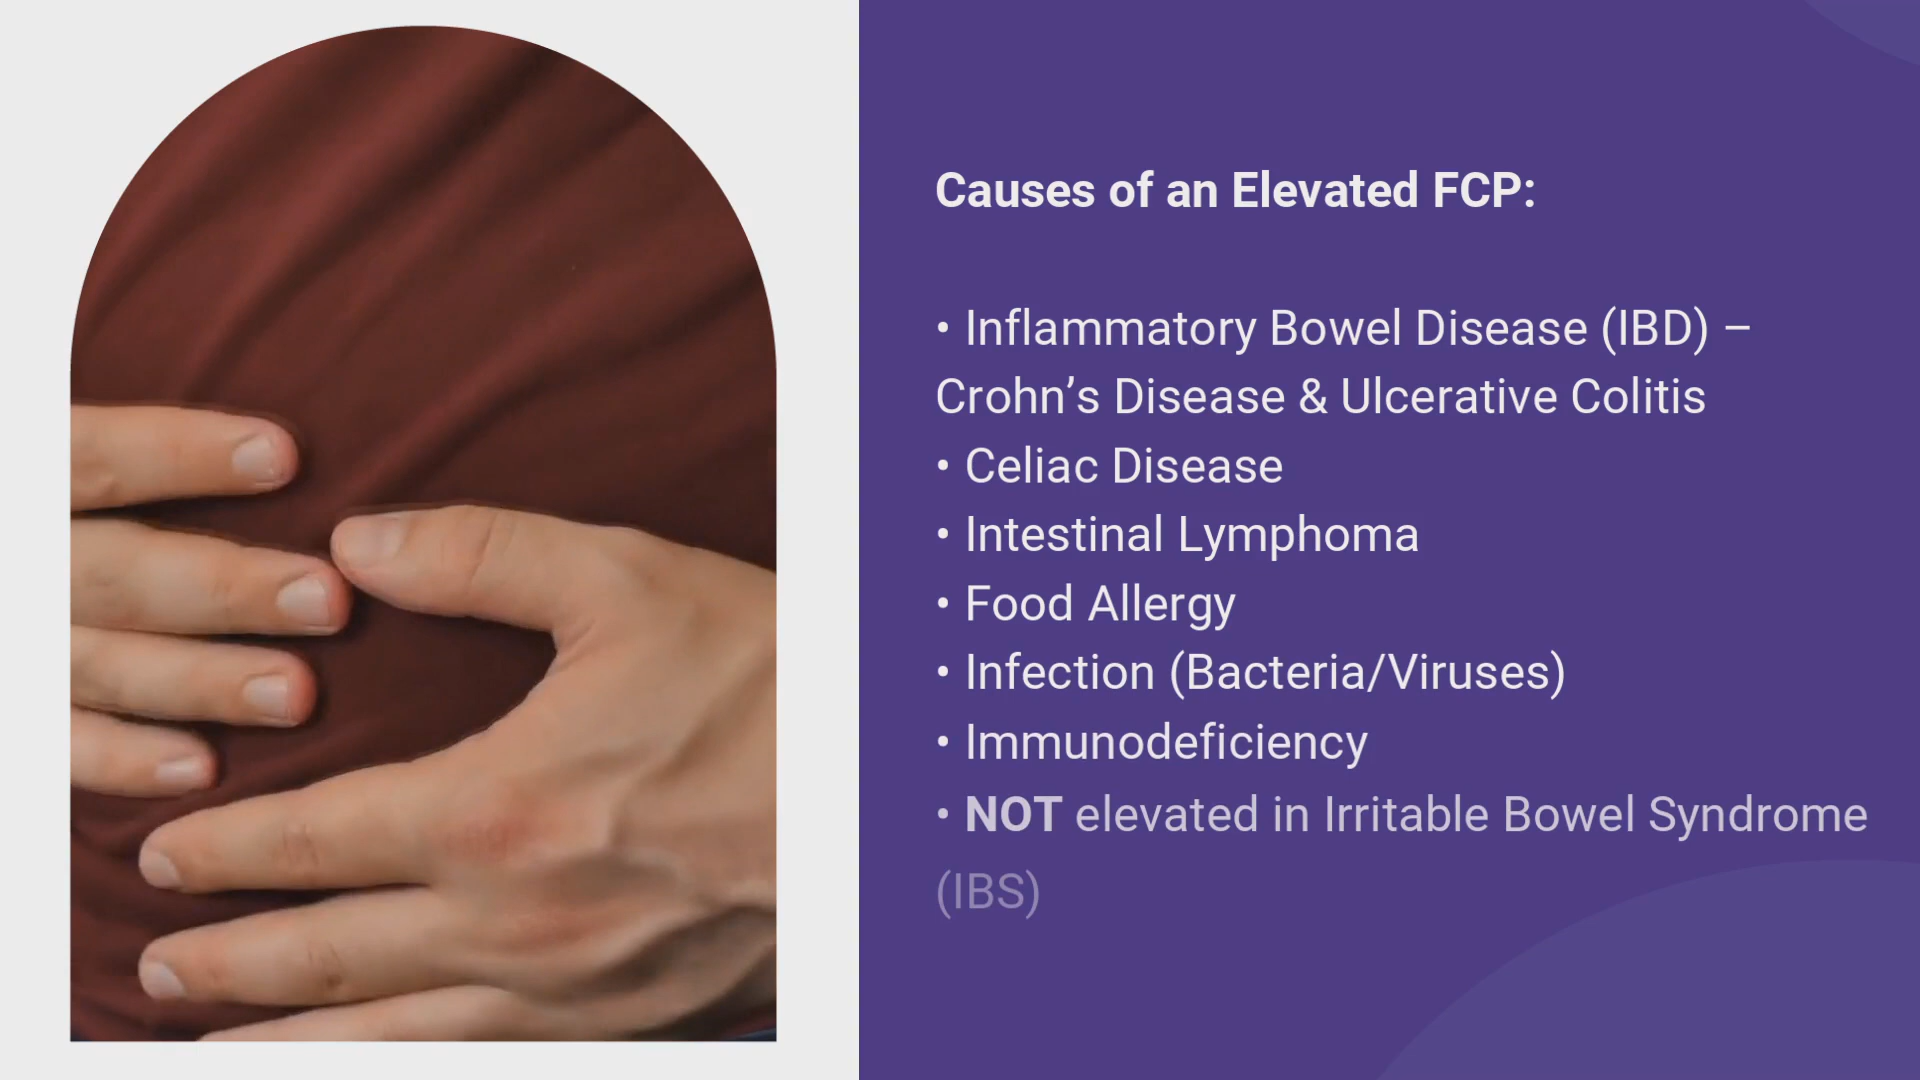 Causes of an Elevated FCP:
• Inflammatory Bowel Disease (IBD) –
Crohn’s Disease & Ulcerative Colitis
• Celiac Disease
• Intestinal Lymphoma
• Food Allergy
• Infection (Bacteria/Viruses)
• Immunodeficiency
• NOT elevated in Irritable Bowel Syndrome
(IBS)